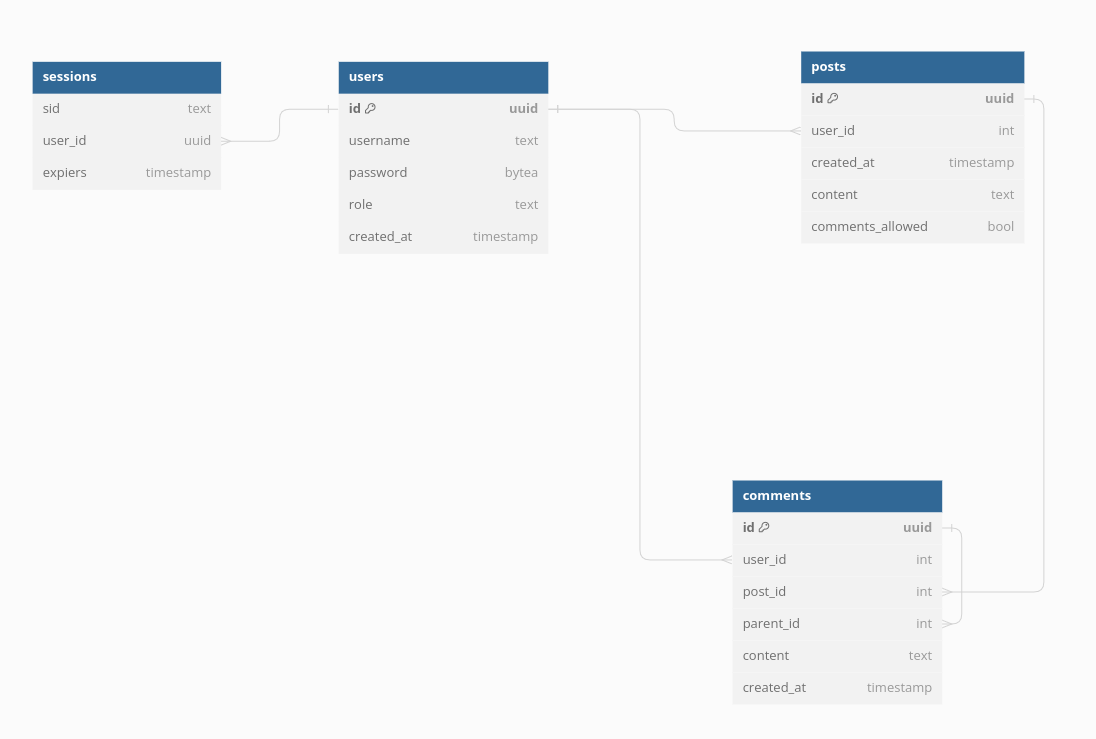 sessions
sid text
user_id uuid
expiers timestamp
users
id uuid
username text
password bytea
role text
created_at timestamp
posts
id uuid
user_id int
created_at timestamp
content text
comments_allowed bool
comments
id uuid
user_id int
post_id int
parent_id int
content text
created_at timestamp